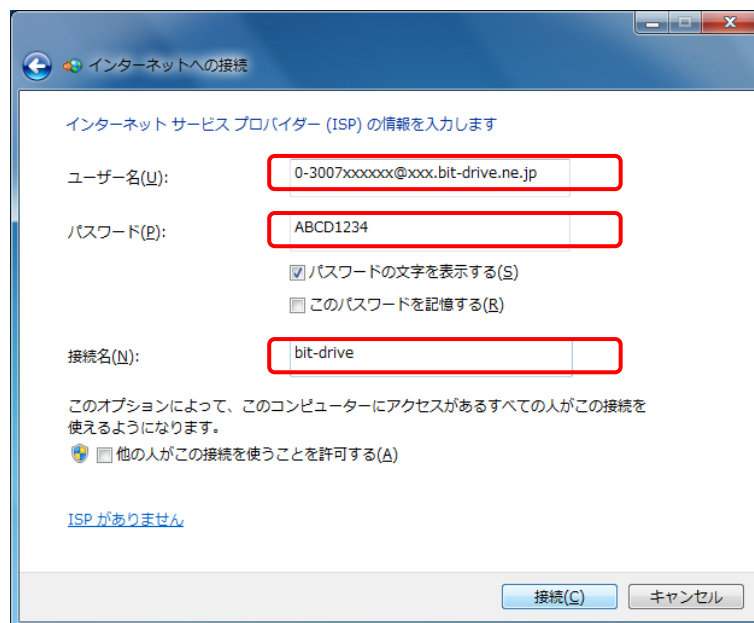 インターネットへの接続
インターネット サービス プロバイダー (ISP) の情報を入力します
ユーザー名(U):
0-3007xxxxxx@xxx.bit-drive.ne.jp
パスワード(P):
ABCD1234
パスワードの文字を表示する(S)
このパスワードを記憶する(R)
接続名(N):
bit-drive
このオプションによって、このコンピューターにアクセスがあるすべての人がこの接続を
使えるようになります。
他の人がこの接続を使うことを許可する(A)
ISP がありません
接続(C)
キャンセル